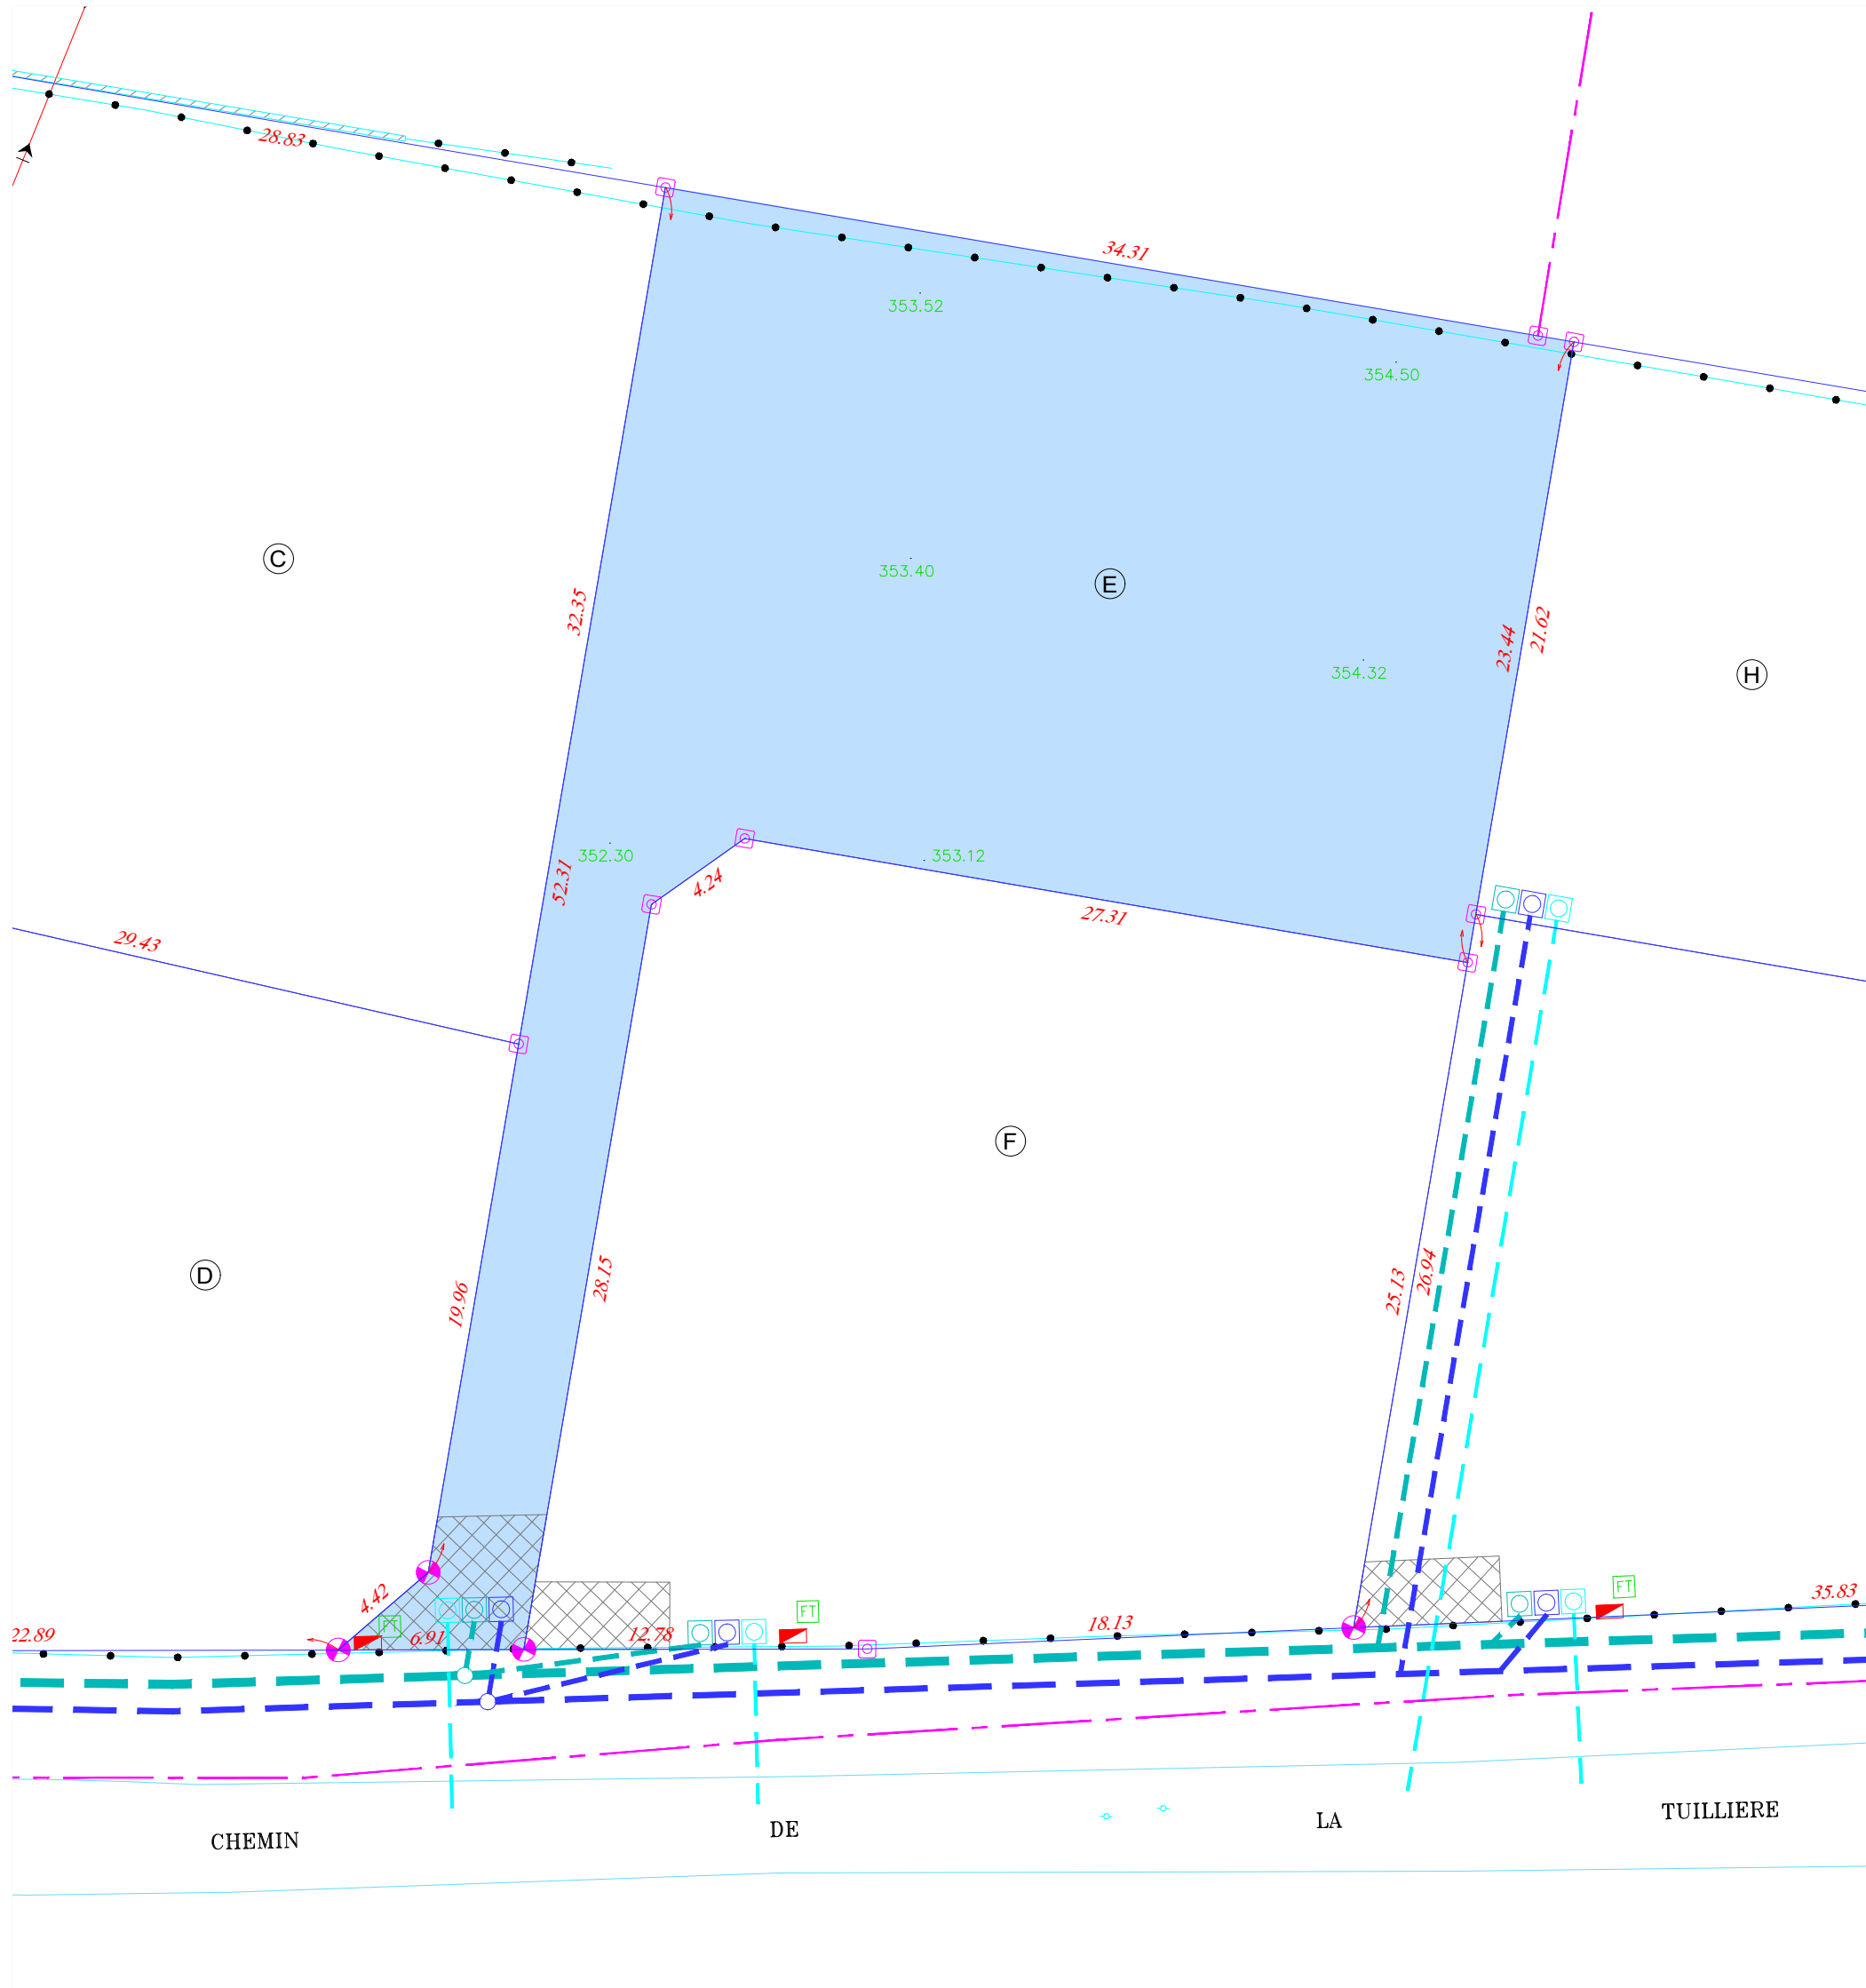 28.83
34.31
353.52
354.50
C
E
353.40
32.35
23.44
21.62
354.32
H
352.30
353.12
52.31
4.24
27.31
29.43
F
D
19.96
28.15
25.13
26.94
4.42
FT
FT
FT
22.89
6.91
12.78
18.13
35.83
CHEMIN DE LA TUILLIERE